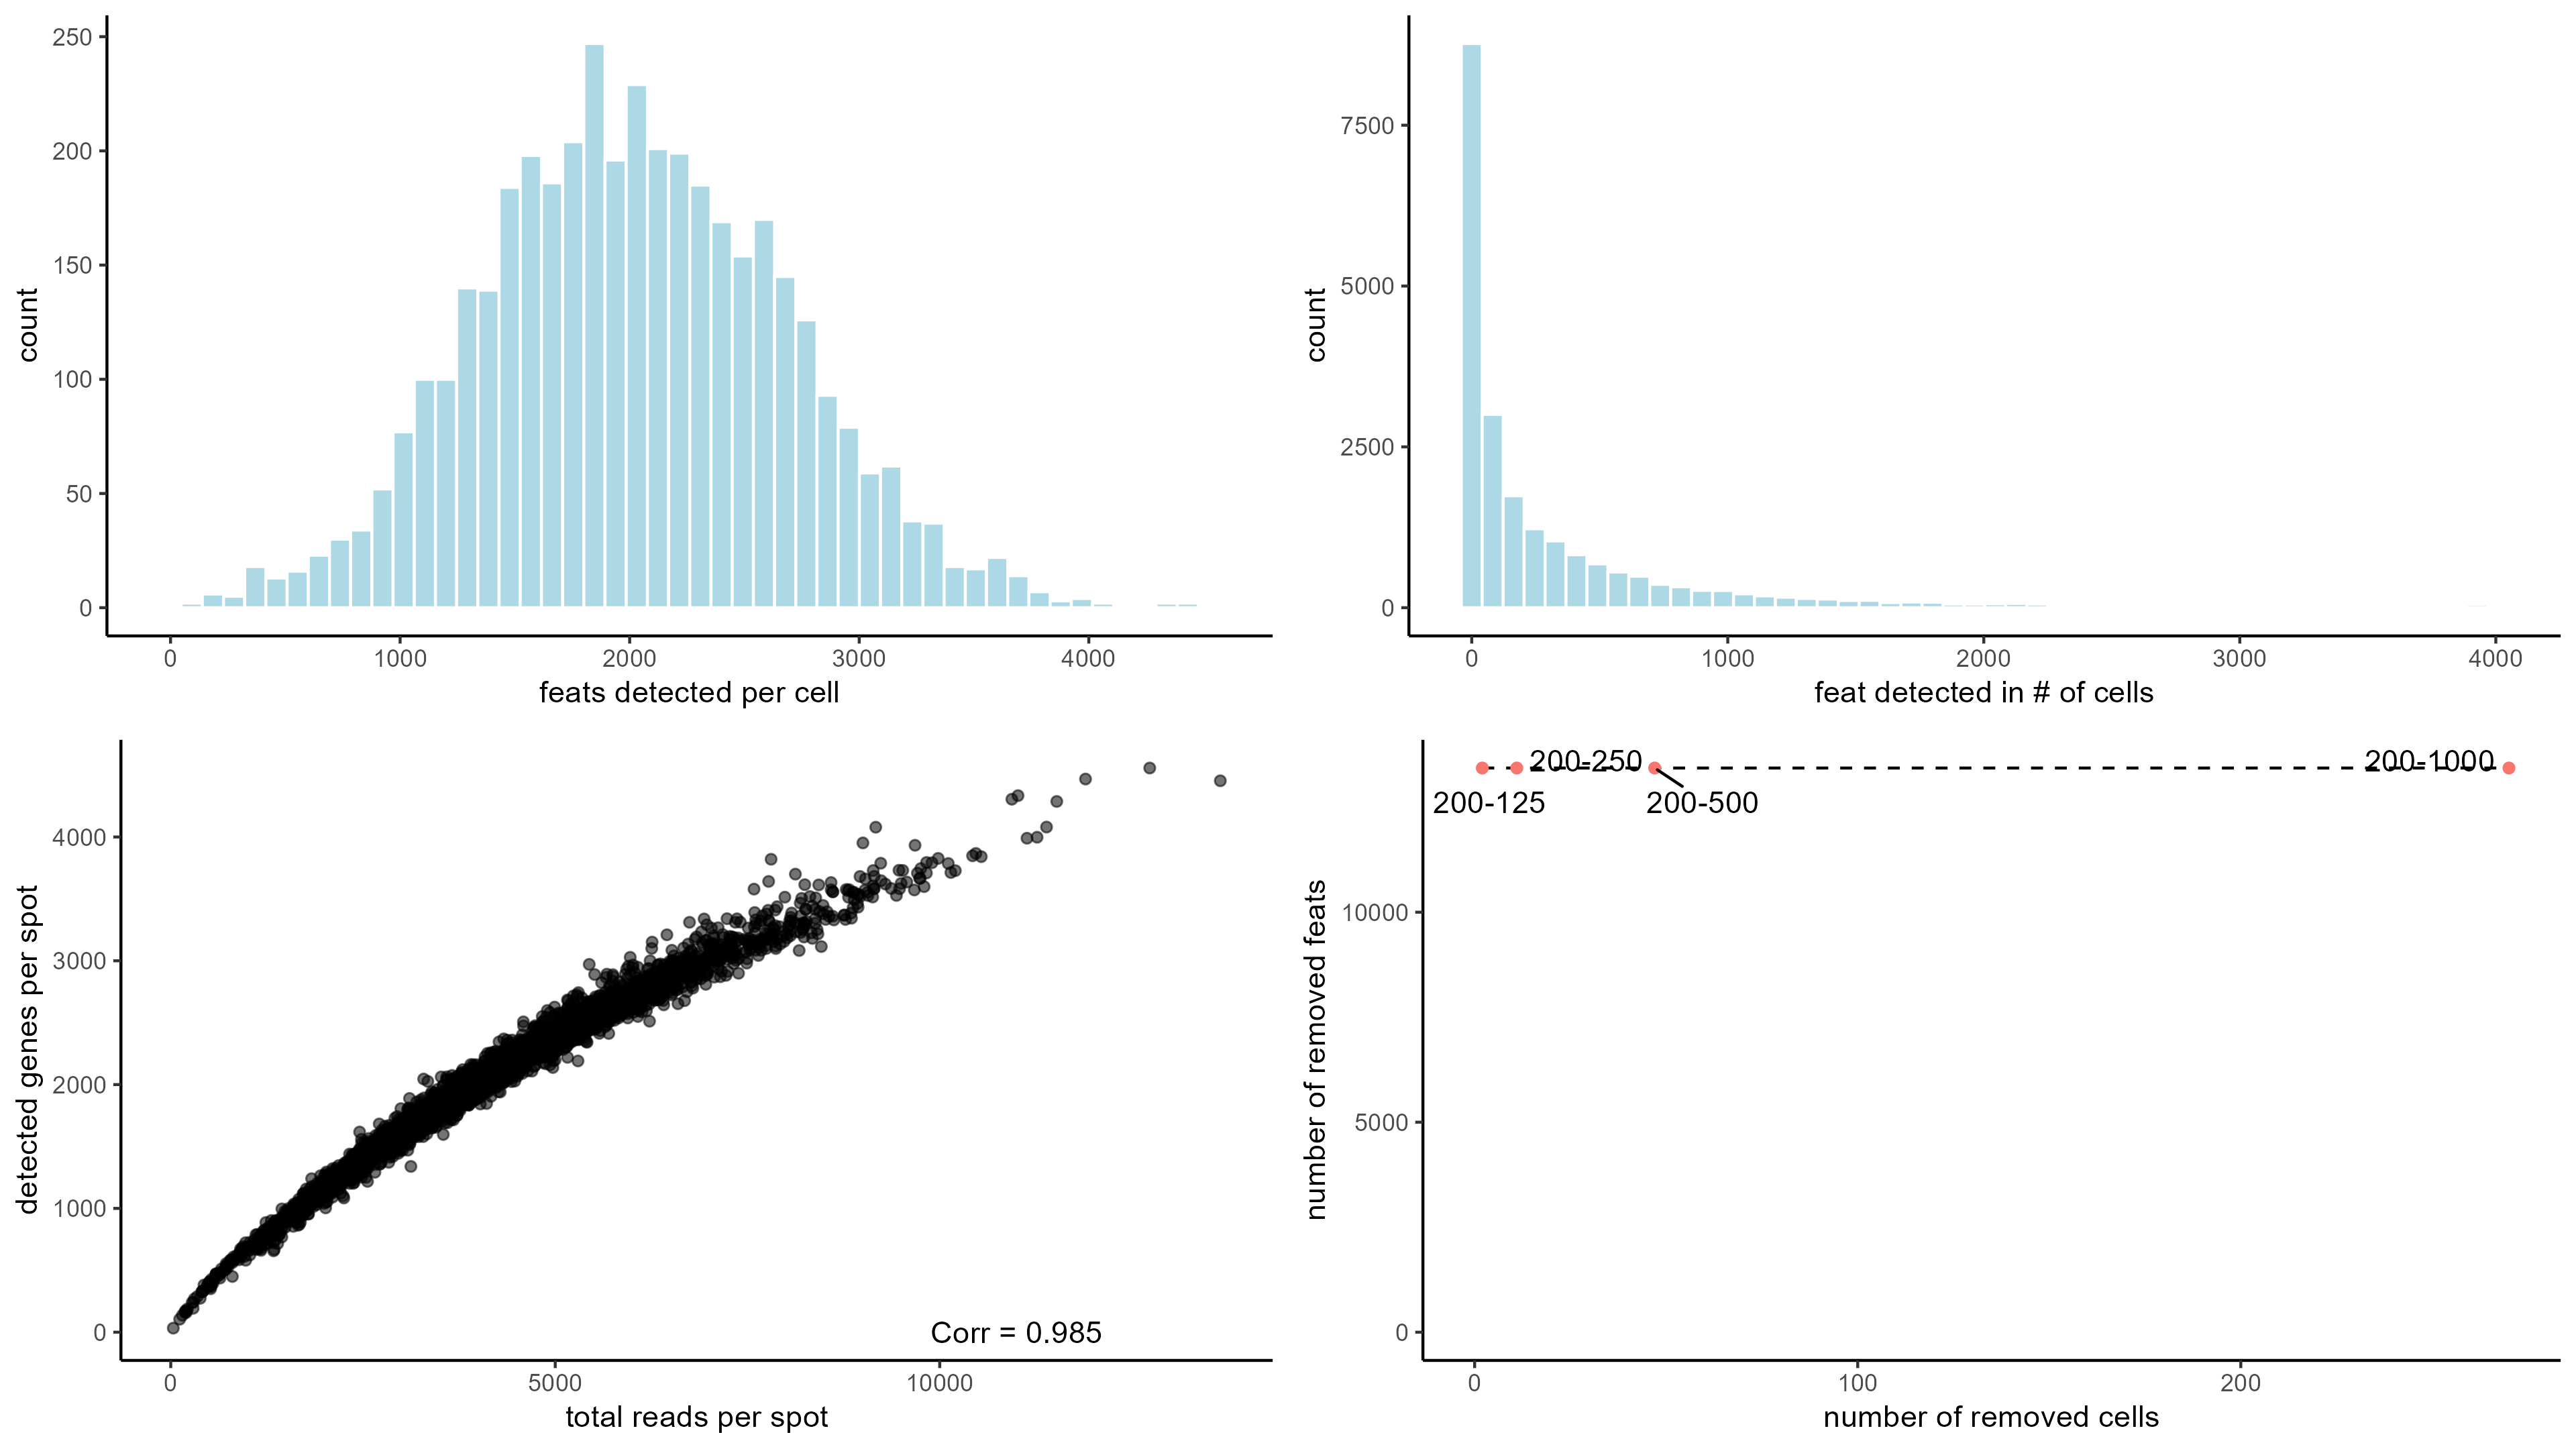 250
200
150
100
50
0
count
0 1000 2000 3000 4000
feats detected per cell
7500
5000
2500
0
count
0 1000 2000 3000 4000
feat detected in # of cells
4000
3000
2000
1000
0
detected genes per spot
Corr = 0.985
0 5000 10000
total reads per spot
200-250 200-1000
200-125 200-500
10000
5000
0
number of removed feats
0 100 200
number of removed cells